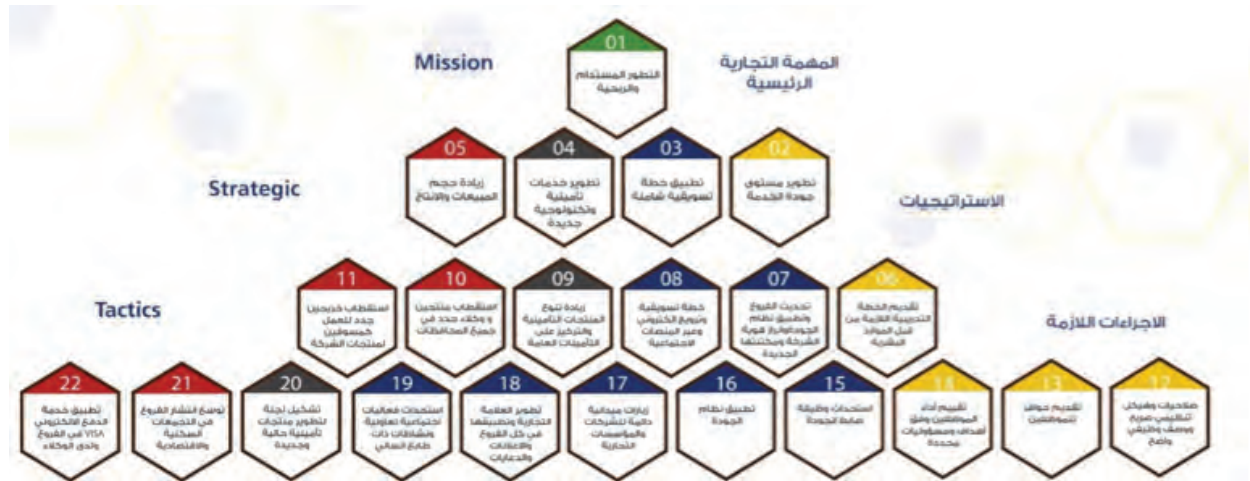 Mission
المهمة التجارية
الرئيسية
01
التطور المستدام
والربحية
Strategic
الاستراتيجيات
02
تطوير مستوى
جودة الخدمة
03
تطبيق خطة
تسويقية شاملة
04
تطوير خدمات
تأمينية
وتكنولوجية
جديدة
05
زيادة حجم
المبيعات والانتاج
Tactics
الاجراءات اللازمة
06
تقديم الخطة
التدريبية اللازمة من
قبل الموارد
البشرية
07
تحديث الفروع
وتطبيق نظام
الجودة وابراز هوية
الشركة ومكانتها
الجديدة
08
خطة تسويقية
وترويج الكتروني
وعبر المنصات
الاجتماعية
09
زيادة تنوع
المنتجات التأمينية
والتركيز على
التأمينات العامة
10
استقطاب منتجين
و وكلاء جدد في
جميع المحافظات
11
استقطاب خريجين
جدد للعمل
كمسوقين
لمنتجات الشركة
12
صلاحيات وهيكل
تنظيمي صريح
ووصف وظيفي
واضح
13
تقديم حوافز
للموظفين
14
تقييم أداء
الموظفين وفق
أهداف ومسؤوليات
محددة
15
استحداث وظيفة
ضابط الجودة
16
تطبيق نظام
الجودة
17
زيارات ميدانية
دائمة للشركات
والمؤسسات
التجارية
18
تطوير العلامة
التجارية وتطبيقها
في كل الفروع
والاعلانات
والدعايات
19
استحداث فعاليات
اجتماعية تعاونية
ونشاطات ذات
طابع انساني
20
تشكيل لجنة
لتطوير منتجات
تأمينية حالية
وجديدة
21
توسع انتشار الفروع
في التجمعات
السكنية
والاقتصادية
22
تطبيق خدمة
الدفع الالكتروني
VISA في الفروع
ولدى الوكلاء